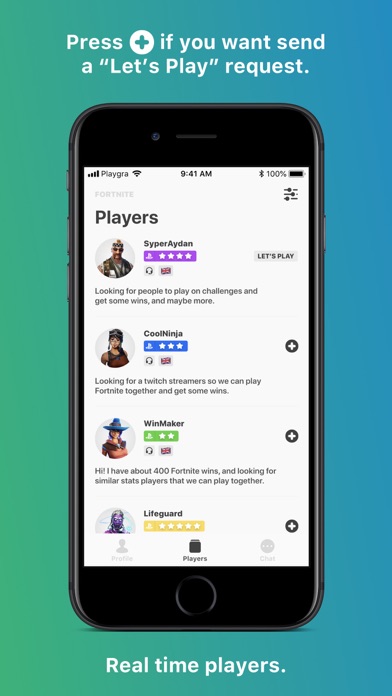 Press + if you want send
a “Let’s Play” request.
Playgra 9:41 AM 100%
FORTNITE
Players
SyperAydan
LET'S PLAY
Looking for people to play on challenges and
get some wins, and maybe more.
CoolNinja
Looking for a twitch streamers so we can play
Fortnite together and get some wins.
WinMaker
Hi! I have about 400 Fortnite wins, and looking for
similar stats players that we can play together.
Lifeguard
Profile Players Chat
Real time players.